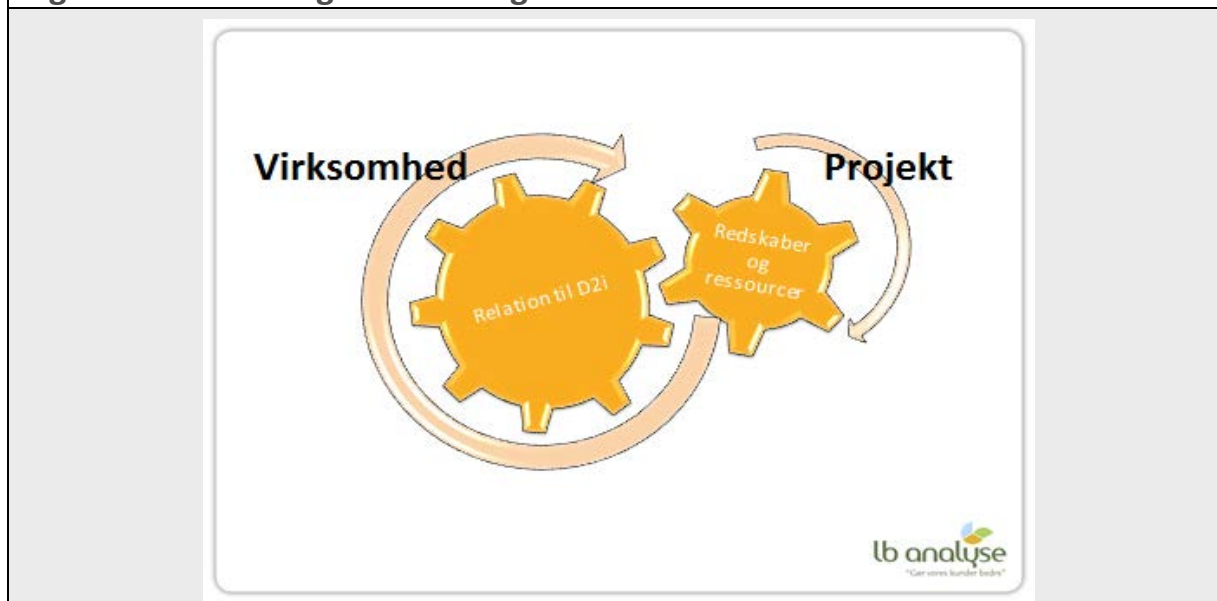 Virksomhed
Relation til D2i
Projekt
Redskaber
og
ressourcer
lb analyse
"Gør vores kunder bedre"